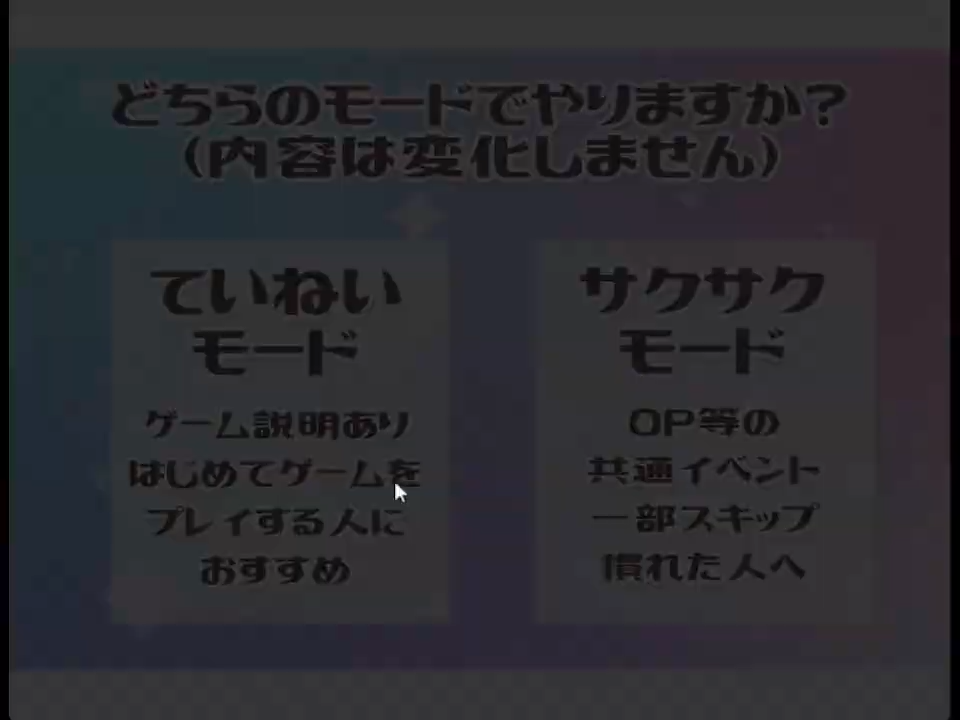 どちらのモードでやりますか？
（内容は変化しません）
ていねい
モード
ゲーム説明あり
はじめてゲームを
プレイする人に
おすすめ
サクサク
モード
OP等の
共通イベント
一部スキップ
慣れた人へ